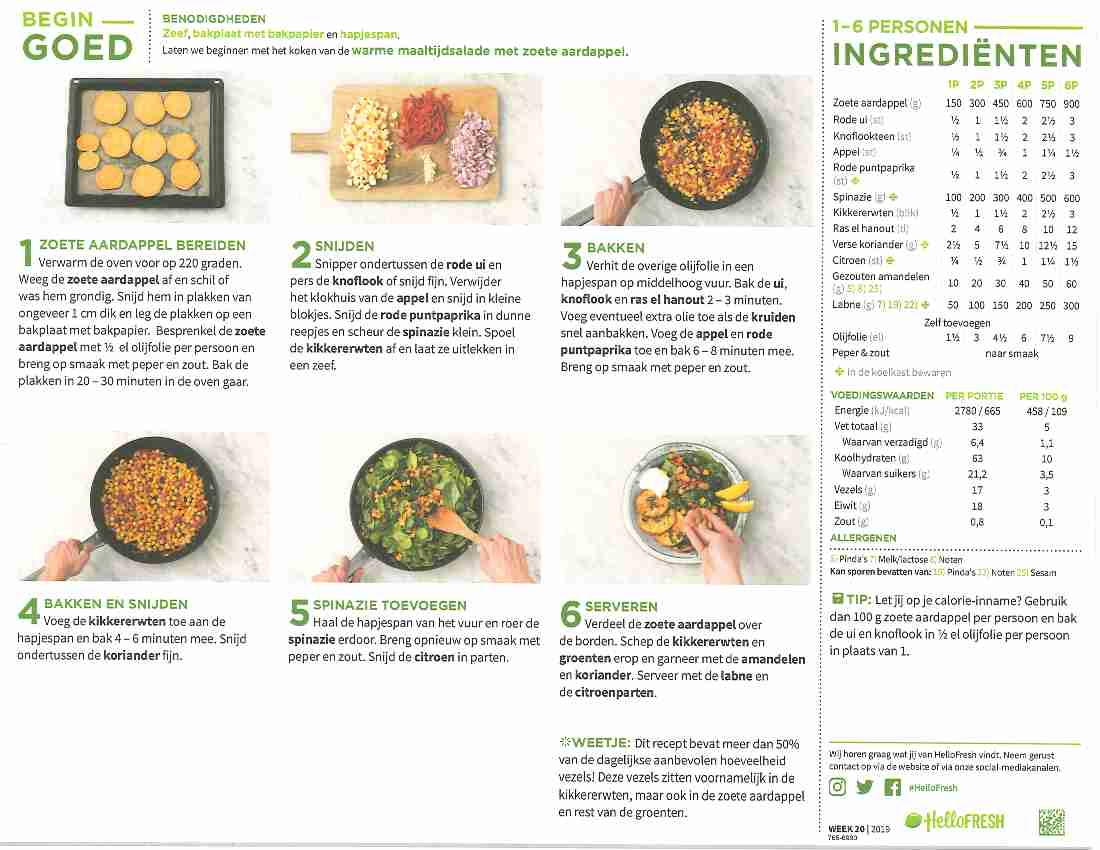 BEGIN
GOED
BENODIGDHEDEN
Zeef, bakplaat met bakpapier en hapjespan.
Laten we beginnen met het koken van de warme maaltijdsalade met zoete aardappel.
1 ZOETE AARDAPPEL BEREIDEN
Verwarm de oven voor op 220 graden.
Weeg de zoete aardappel af en schil of
was hem grondig. Snijd hem in plakken van
ongeveer 1 cm dik en leg de plakken op een
bakplaat met bakpapier. Besprenkel de zoete
aardappel met ½ el olijfolie per persoon en
breng op smaak met peper en zout. Bak de
plakken in 20 – 30 minuten in de oven gaar.
2 SNIJDEN
Snipper ondertussen de rode ui en
pers de knoflook of snijd fijn. Verwijder
het klokhuis van de appel en snijd in kleine
blokjes. Snijd de rode puntpaprika in dunne
reepjes en scheur de spinazie klein. Spoel
de kikkererwten af en laat ze uitlekken in
een zeef.
3 BAKKEN
Verhit de overige olijfolie in een
hapjespan op middelhoog vuur. Bak de ui,
knoflook en ras el hanout 2 – 3 minuten.
Voeg eventueel extra olie toe als de kruiden
snel aanbakken. Voeg de appel en rode
puntpaprika toe en bak 6 – 8 minuten mee.
Breng op smaak met peper en zout.
4 BAKKEN EN SNIJDEN
Voeg de kikkererwten toe aan de
hapjespan en bak 4 – 6 minuten mee. Snijd
ondertussen de koriander fijn.
5 SPINAZIE TOEVOEGEN
Haal de hapjespan van het vuur en roer de
spinazie erdoor. Breng opnieuw op smaak met
peper en zout. Snijd de citroen in parten.
6 SERVEREN
Verdeel de zoete aardappel over
de borden. Schep de kikkererwten en
groenten erop en garneer met de amandelen
en koriander. Serveer met de labne en
de citroenparten.
WEETJE: Dit recept bevat meer dan 50%
van de dagelijkse aanbevolen hoeveelheid
vezels! Deze vezels zitten voornamelijk in de
kikkererwten, maar ook in de zoete aardappel
en rest van de groenten.
1–6 PERSONEN
INGREDIËNTEN
1P 2P 3P 4P 5P 6P
Zoete aardappel (g) 150 300 450 600 750 900
Rode ui (st) ½ 1 1½ 2 2½ 3
Knoflookteen (st) ½ 1 1½ 2 2½ 3
Appel (st) ¼ ½ ¾ 1 1¼ 1½
Rode puntpaprika
(st) ½ 1 1½ 2 2½ 3
Spinazie (g) 100 200 300 400 500 600
Kikkererwten (blik) ½ 1 1½ 2 2½ 3
Ras el hanout (tl) 2 4 6 8 10 12
Verse koriander (g) 2½ 5 7½ 10 12½ 15
Citroen (st) ¼ ½ ¾ 1 1¼ 1½
Gezouten amandelen
(g) 5) 8) 25) 10 20 30 40 50 60
Labne (g) 7) 19) 22) 50 100 150 200 250 300
Zelf toevoegen
Olijfolie (el) 1½ 3 4½ 6 7½ 9
Peper & zout naar smaak
in de koelkast bewaren
VOEDINGSWAARDEN PER PORTIE PER 100 g
Energie (kJ/kcal) 2780 / 665 458 / 109
Vet totaal (g) 33 5
Waarvan verzadigd (g) 6,4 1,1
Koolhydraten (g) 63 10
Waarvan suikers (g) 21,2 3,5
Vezels (g) 17 3
Eiwit (g) 18 3
Zout (g) 0,8 0,1
ALLERGENEN
5) Pinda's 7) Melk/lactose 8) Noten
Kan sporen bevatten van: 19) Pinda's 22) Noten 25) Sesam
TIP: Let jij op je calorie-inname? Gebruik
dan 100 g zoete aardappel per persoon en bak
de ui en knoflook in ½ el olijfolie per persoon
in plaats van 1.
Wij horen graag wat jij van HelloFresh vindt. Neem gerust
contact op via de website of via onze social-mediakanalen.
#HelloFresh
WEEK 20 | 2019
HelloFRESH